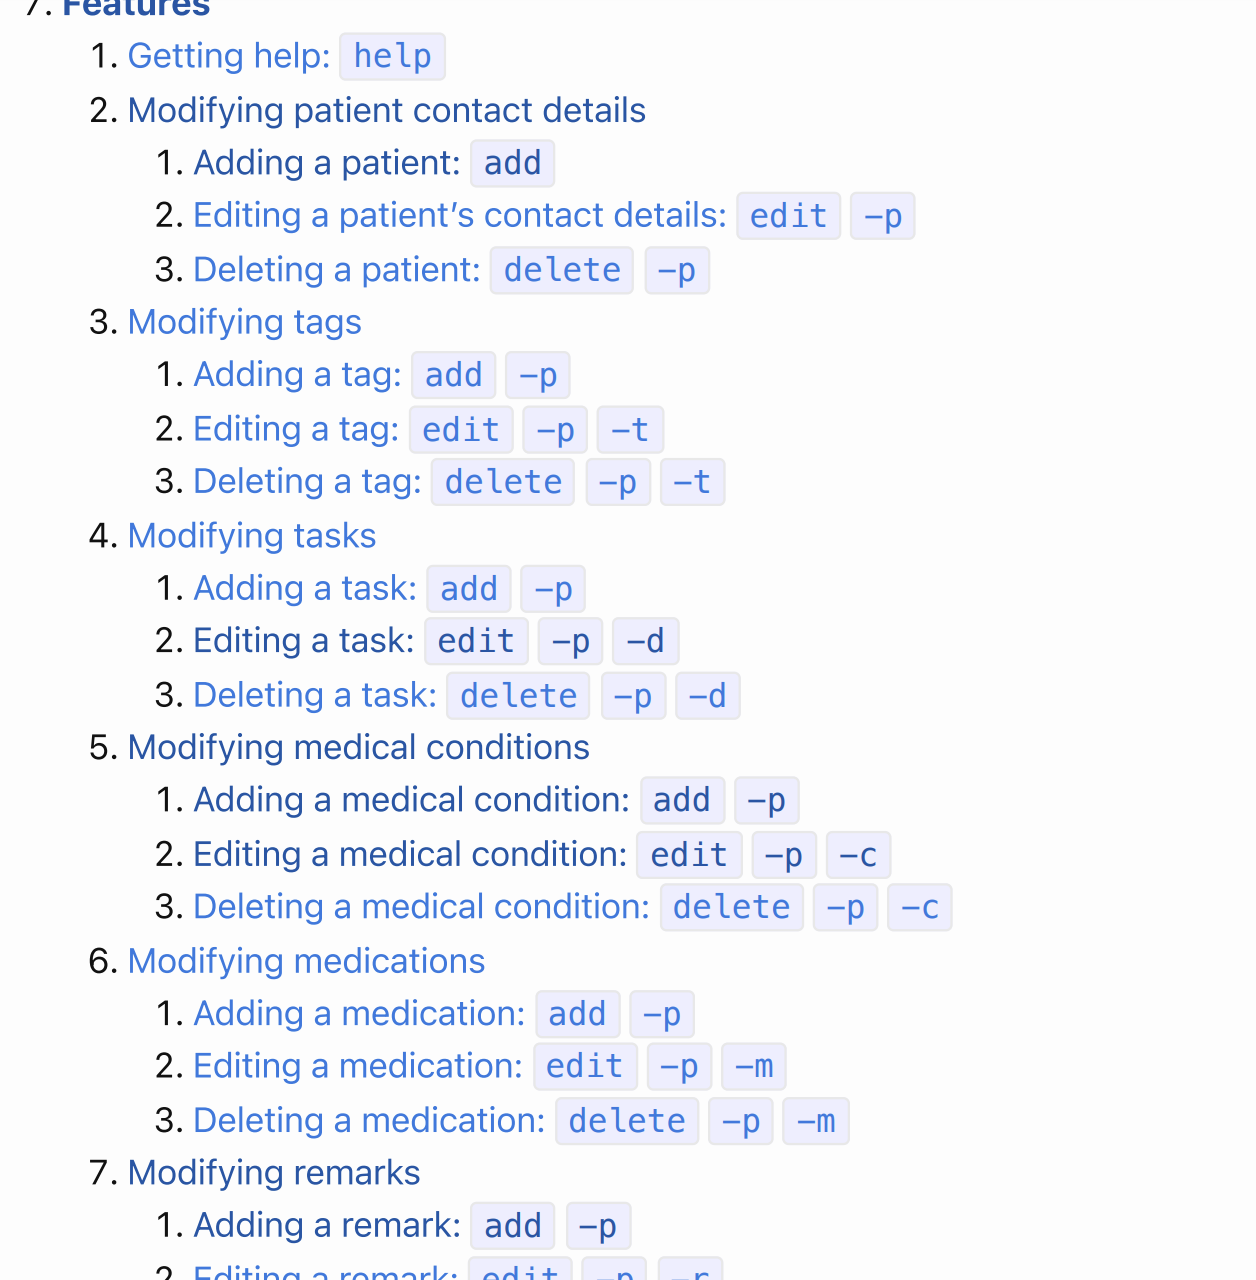 7. Features
1. Getting help: help
2. Modifying patient contact details
1. Adding a patient: add
2. Editing a patient’s contact details: edit -p
3. Deleting a patient: delete -p
3. Modifying tags
1. Adding a tag: add -p
2. Editing a tag: edit -p -t
3. Deleting a tag: delete -p -t
4. Modifying tasks
1. Adding a task: add -p
2. Editing a task: edit -p -d
3. Deleting a task: delete -p -d
5. Modifying medical conditions
1. Adding a medical condition: add -p
2. Editing a medical condition: edit -p -c
3. Deleting a medical condition: delete -p -c
6. Modifying medications
1. Adding a medication: add -p
2. Editing a medication: edit -p -m
3. Deleting a medication: delete -p -m
7. Modifying remarks
1. Adding a remark: add -p
2. Editing a remark: edit -p -r